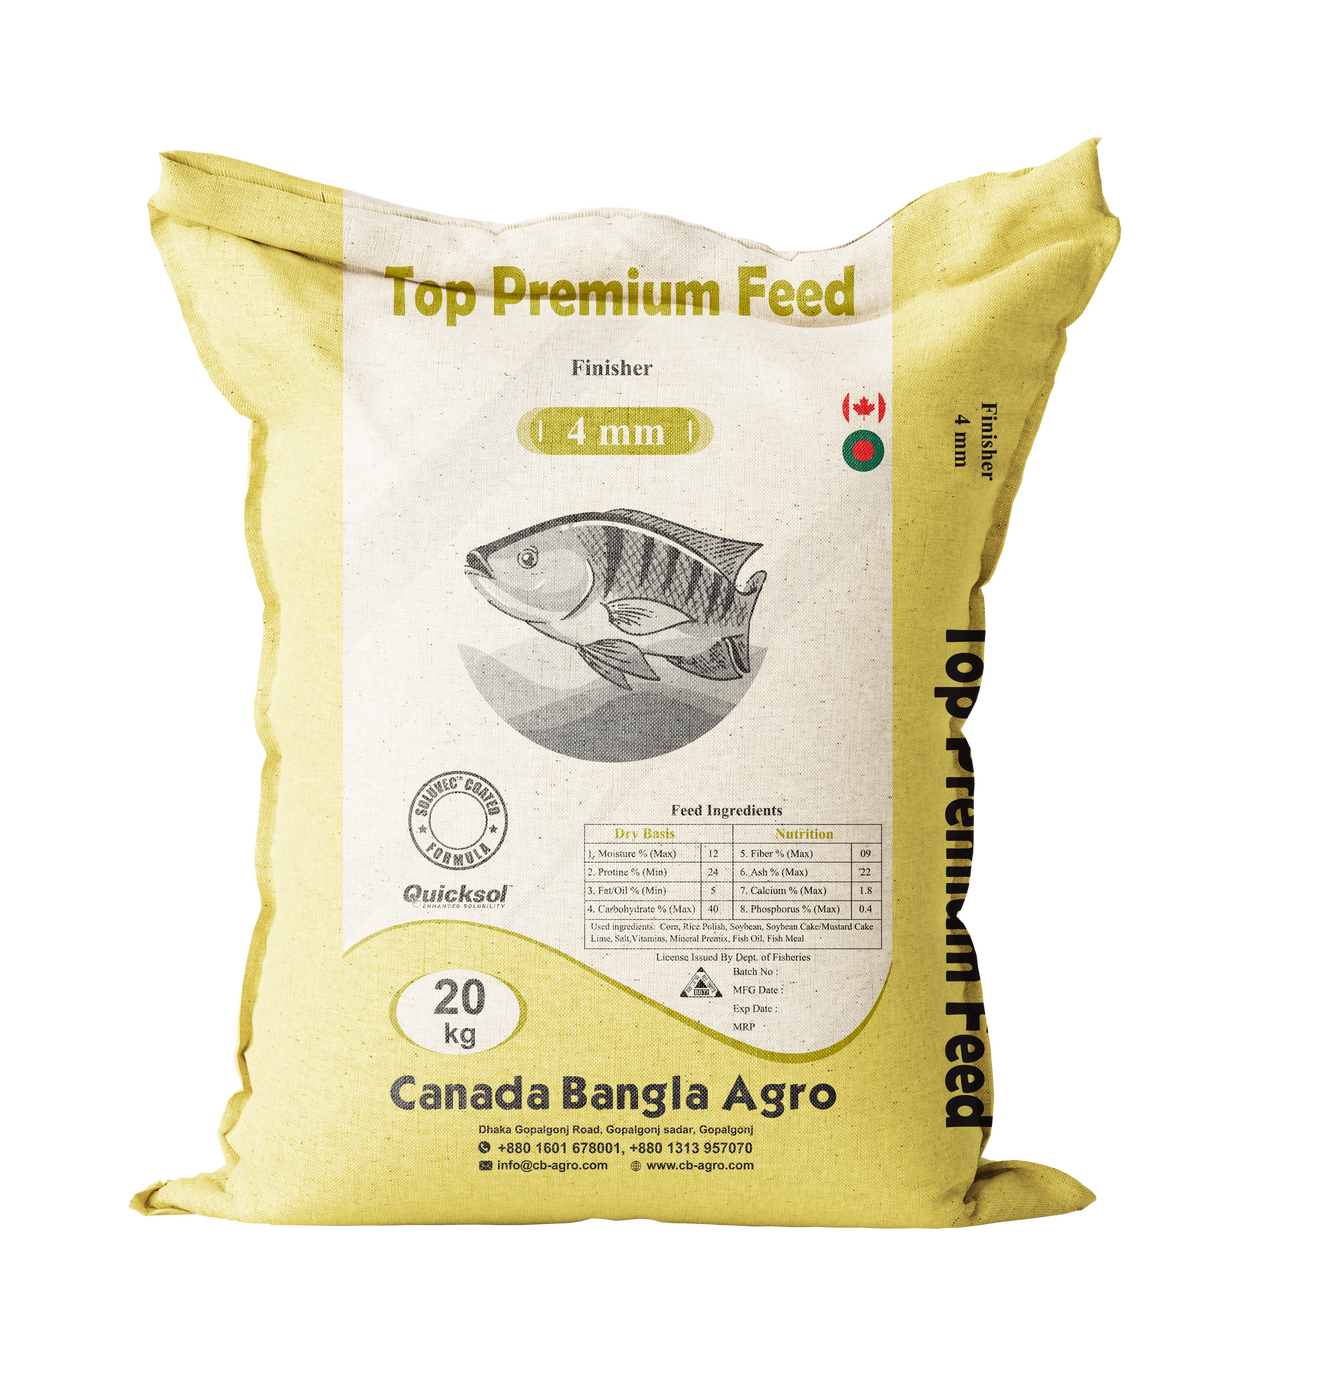 Top Premium Feed
Finisher
4 mm
Finisher
4 mm
Top Premium Feed
SOLUVEC™ COATED
FORMULA
Quicksol
ENHANCED SOLUBILITY
Feed Ingredients
Dry Basis Nutrition
1. Moisture % (Max) 12 5. Fiber % (Max) 09
2. Protine % (Min) 24 6. Ash % (Max) 22
3. Fat/Oil % (Min) 5 7. Calcium % (Max) 1.8
4. Carbohydrate % (Max) 40 8. Phosphorus % (Max) 0.4
Used ingredients: Corn, Rice Polish, Soybean, Soybean Cake/Mustard Cake
Lime, Salt,Vitamins, Mineral Premix, Fish Oil, Fish Meal
License Issued By Dept. of Fisheries
Batch No :
MFG Date :
Exp Date :
MRP
20
kg
Canada Bangla Agro
Dhaka Gopalgonj Road, Gopalgonj sadar, Gopalgonj
+880 1601 678001, +880 1313 957070
info@cb-agro.com www.cb-agro.com